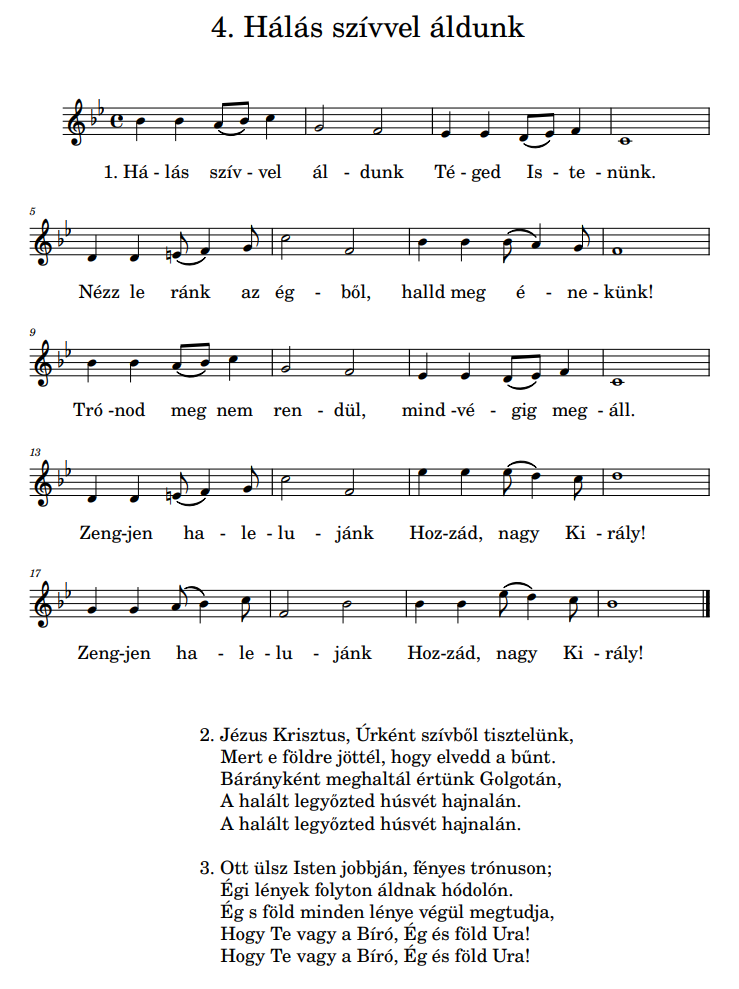 4. Hálás szívvel áldunk
1. Há - lás szív - vel ál - dunk Té - ged Is - te - nünk.
5
Nézz le ránk az ég - ből, halld meg é - ne - künk!
9
Tró - nod meg nem ren - dül, mind - vé - gig meg - áll.
13
Zeng-jen ha - le - lu - jánk Hoz-zád, nagy Ki - rály!
17
Zeng-jen ha - le - lu - jánk Hoz-zád, nagy Ki - rály!
2. Jézus Krisztus, Úrként szívből tisztelünk,
Mert e földre jöttél, hogy elvedd a bűnt.
Bárányként meghaltál értünk Golgotán,
A halált legyőzted húsvét hajnalán.
A halált legyőzted húsvét hajnalán.
3. Ott ülsz Isten jobbján, fényes trónuson;
Égi lények folyton áldnak hódolón.
Ég s föld minden lénye végül megtudja,
Hogy Te vagy a Bíró, Ég és föld Ura!
Hogy Te vagy a Bíró, Ég és föld Ura!